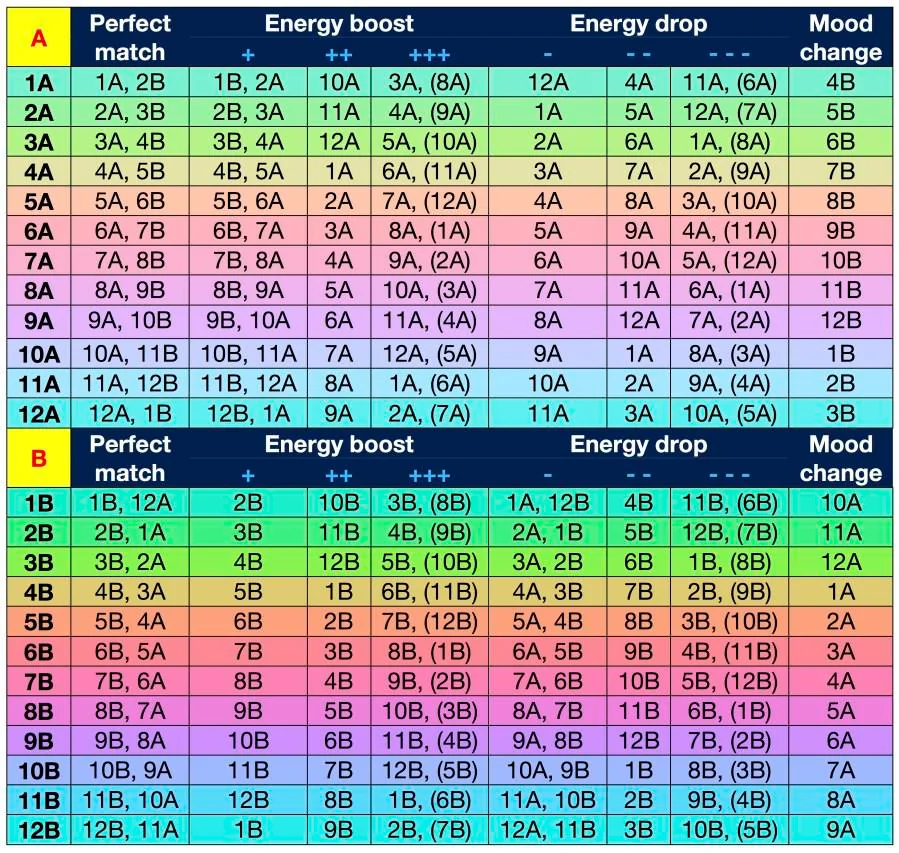 A Perfect match Energy boost Energy drop Mood change
+ ++ +++ - - - - - -
1A 1A, 2B 1B, 2A 10A 3A, (8A) 12A 4A 11A, (6A) 4B
2A 2A, 3B 2B, 3A 11A 4A, (9A) 1A 5A 12A, (7A) 5B
3A 3A, 4B 3B, 4A 12A 5A, (10A) 2A 6A 1A, (8A) 6B
4A 4A, 5B 4B, 5A 1A 6A, (11A) 3A 7A 2A, (9A) 7B
5A 5A, 6B 5B, 6A 2A 7A, (12A) 4A 8A 3A, (10A) 8B
6A 6A, 7B 6B, 7A 3A 8A, (1A) 5A 9A 4A, (11A) 9B
7A 7A, 8B 7B, 8A 4A 9A, (2A) 6A 10A 5A, (12A) 10B
8A 8A, 9B 8B, 9A 5A 10A, (3A) 7A 11A 6A, (1A) 11B
9A 9A, 10B 9B, 10A 6A 11A, (4A) 8A 12A 7A, (2A) 12B
10A 10A, 11B 10B, 11A 7A 12A, (5A) 9A 1A 8A, (3A) 1B
11A 11A, 12B 11B, 12A 8A 1A, (6A) 10A 2A 9A, (4A) 2B
12A 12A, 1B 12B, 1A 9A 2A, (7A) 11A 3A 10A, (5A) 3B
B Perfect match Energy boost Energy drop Mood change
+ ++ +++ - - - - - -
1B 1B, 12A 2B 10B 3B, (8B) 1A, 12B 4B 11B, (6B) 10A
2B 2B, 1A 3B 11B 4B, (9B) 2A, 1B 5B 12B, (7B) 11A
3B 3B, 2A 4B 12B 5B, (10B) 3A, 2B 6B 1B, (8B) 12A
4B 4B, 3A 5B 1B 6B, (11B) 4A, 3B 7B 2B, (9B) 1A
5B 5B, 4A 6B 2B 7B, (12B) 5A, 4B 8B 3B, (10B) 2A
6B 6B, 5A 7B 3B 8B, (1B) 6A, 5B 9B 4B, (11B) 3A
7B 7B, 6A 8B 4B 9B, (2B) 7A, 6B 10B 5B, (12B) 4A
8B 8B, 7A 9B 5B 10B, (3B) 8A, 7B 11B 6B, (1B) 5A
9B 9B, 8A 10B 6B 11B, (4B) 9A, 8B 12B 7B, (2B) 6A
10B 10B, 9A 11B 7B 12B, (5B) 10A, 9B 1B 8B, (3B) 7A
11B 11B, 10A 12B 8B 1B, (6B) 11A, 10B 2B 9B, (4B) 8A
12B 12B, 11A 1B 9B 2B, (7B) 12A, 11B 3B 10B, (5B) 9A